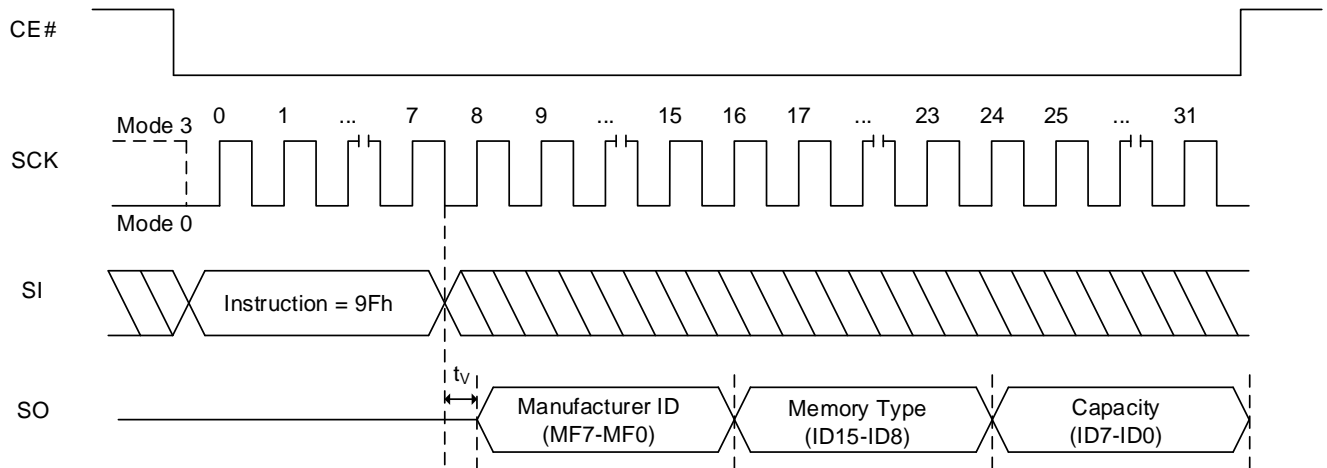 CE#
0 1 ... 7 8 9 ... 15 16 17 ... 23 24 25 ... 31
Mode 3
SCK
Mode 0
SI
Instruction = 9Fh
tV
SO
Manufacturer ID
(MF7-MF0)
Memory Type
(ID15-ID8)
Capacity
(ID7-ID0)